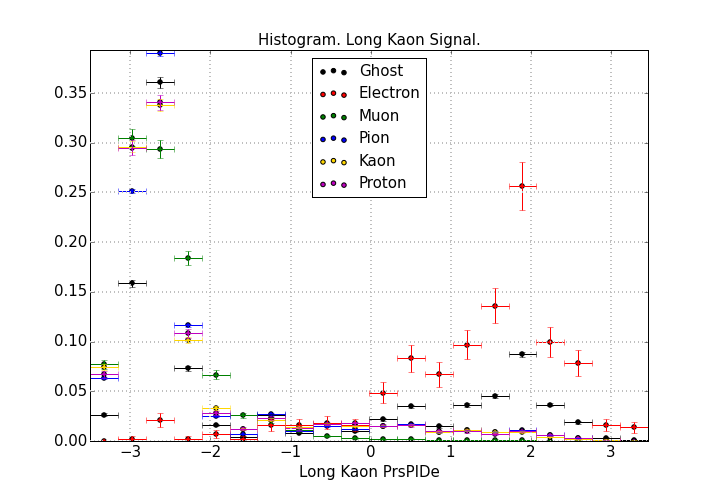 Histogram. Long Kaon Signal.
0.35
0.30
0.25
0.20
0.15
0.10
0.05
0.00
Ghost
Electron
Muon
Pion
Kaon
Proton
−3 −2 −1 0 1 2 3
Long Kaon PrsPIDe